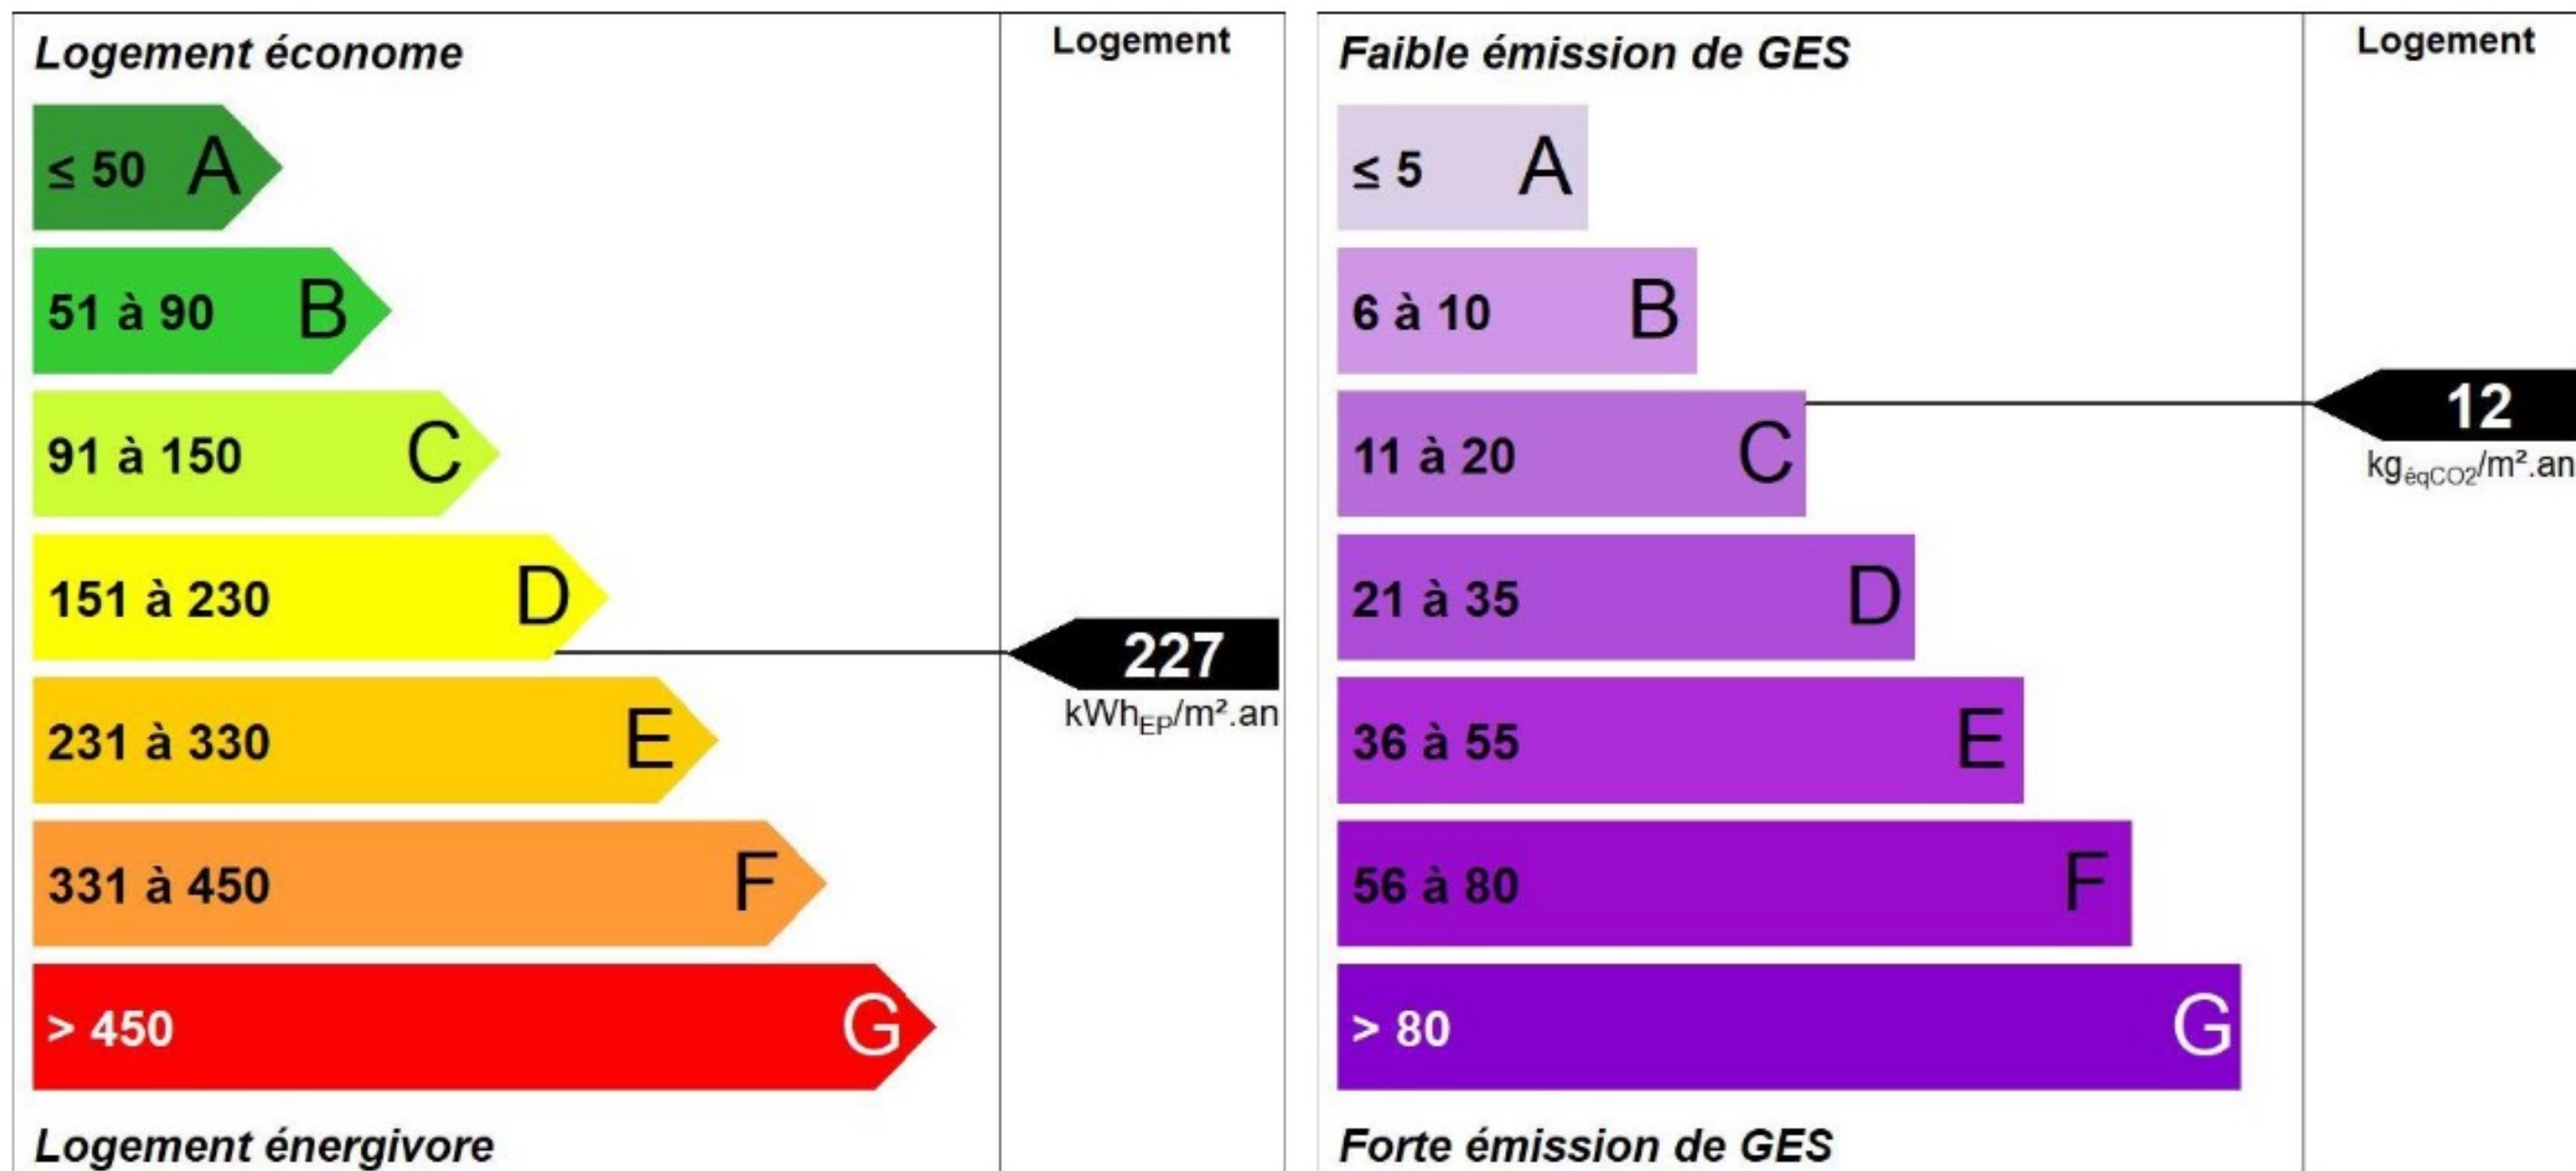 Logement économe
Logement
≤ 50 A
51 à 90 B
91 à 150 C
151 à 230 D
227
kWhEP/m².an
231 à 330 E
331 à 450 F
> 450 G
Logement énergivore
Faible émission de GES
Logement
≤ 5 A
6 à 10 B
12
kgéqCO2/m².an
11 à 20 C
21 à 35 D
36 à 55 E
56 à 80 F
> 80 G
Forte émission de GES